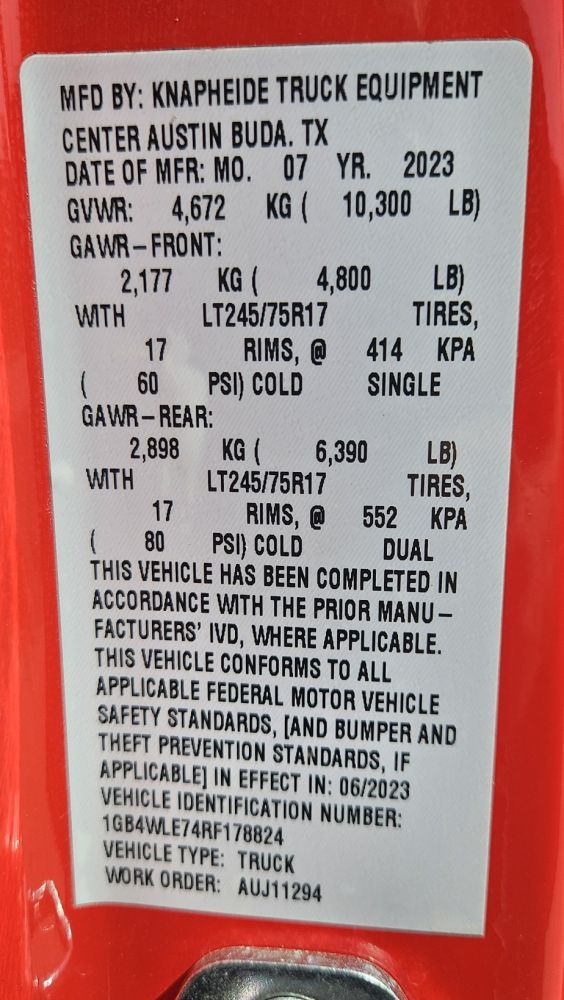 MFD BY: KNAPHEIDE TRUCK EQUIPMENT
CENTER AUSTIN BUDA. TX
DATE OF MFR: MO. 07 YR. 2023
GVWR: 4,672 KG ( 10,300 LB)
GAWR-FRONT:
2,177 KG ( 4,800 LB)
WITH LT245/75R17 TIRES,
17 RIMS, @ 414 KPA
( 60 PSI) COLD SINGLE
GAWR-REAR:
2,898 KG ( 6,390 LB)
WITH LT245/75R17 TIRES,
17 RIMS, @ 552 KPA
( 80 PSI) COLD DUAL
THIS VEHICLE HAS BEEN COMPLETED IN
ACCORDANCE WITH THE PRIOR MANU-
FACTURERS' IVD, WHERE APPLICABLE.
THIS VEHICLE CONFORMS TO ALL
APPLICABLE FEDERAL MOTOR VEHICLE
SAFETY STANDARDS, [AND BUMPER AND
THEFT PREVENTION STANDARDS, IF
APPLICABLE] IN EFFECT IN: 06/2023
VEHICLE IDENTIFICATION NUMBER:
1GB4WLE74RF178824
VEHICLE TYPE: TRUCK
WORK ORDER: AUJ11294